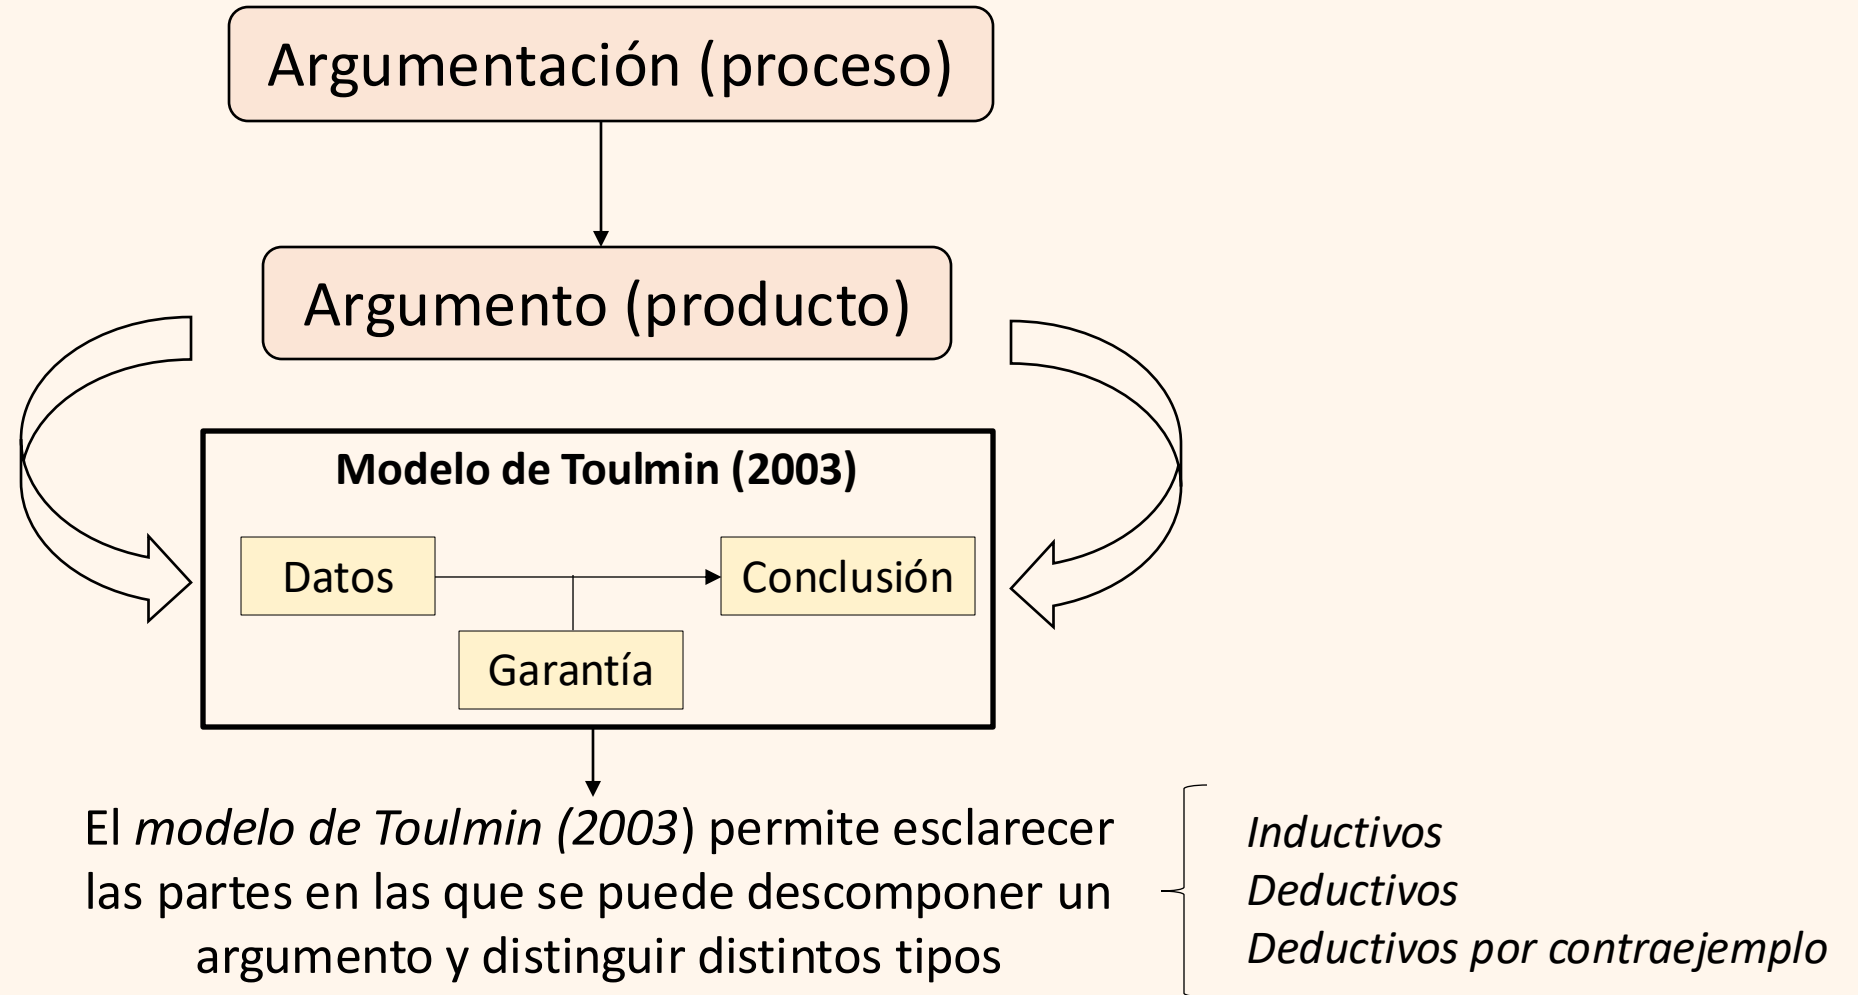 Argumentación (proceso)
Argumento (producto)
Modelo de Toulmin (2003)
Datos
Conclusión
Garantía
El modelo de Toulmin (2003) permite esclarecer
las partes en las que se puede descomponer un
argumento y distinguir distintos tipos
Inductivos
Deductivos
Deductivos por contraejemplo